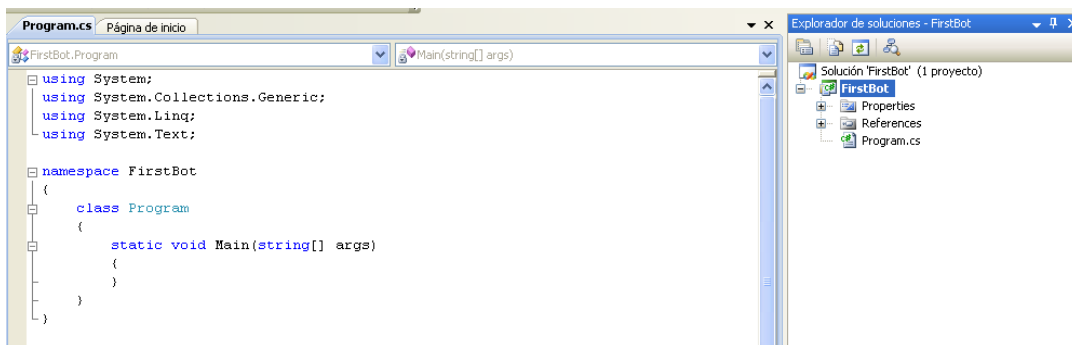 Program.cs Página de inicio
FirstBot.Program
Main(string[] args)
using System;
using System.Collections.Generic;
using System.Linq;
using System.Text;
namespace FirstBot
{
class Program
{
static void Main(string[] args)
{
}
}
}
Explorador de soluciones - FirstBot
Solución 'FirstBot' (1 proyecto)
FirstBot
Properties
References
Program.cs